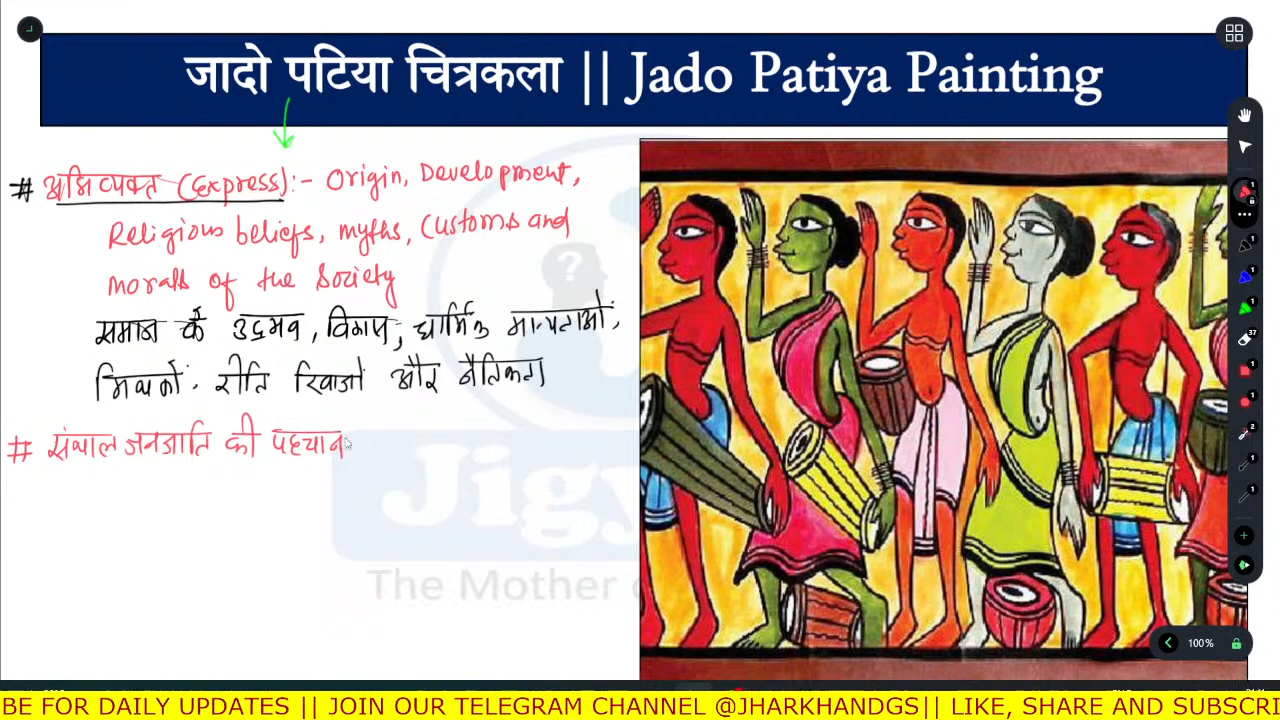 जादो पटिया चित्रकला || Jado Patiya Painting
# अभिव्यक्त (Express):- Origin, Development,
Religious beliefs, myths, Customs and
morals of the Society
समाज के उद्भव, विकास, धार्मिक मान्यताओं,
मिथकों, रीति रिवाजों और नैतिकता
# संथाल जनजाति की पहचान
Jigy
The Mother o
100%
BE FOR DAILY UPDATES || JOIN OUR TELEGRAM CHANNEL @JHARKHANDGS|| LIKE, SHARE AND SUBSCRI